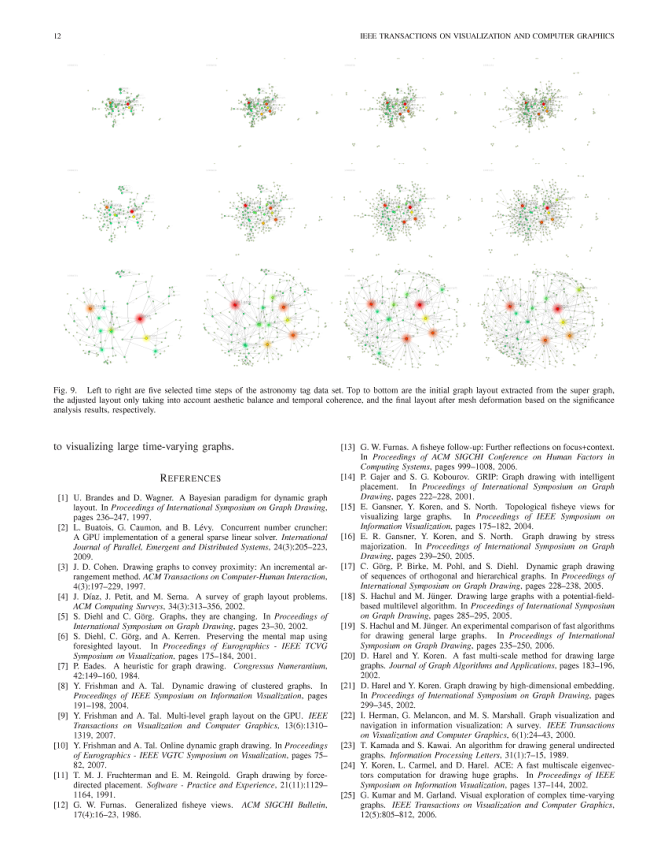 12
IEEE TRANSACTIONS ON VISUALIZATION AND COMPUTER GRAPHICS
Fig. 9. Left to right are five selected time steps of the astronomy tag data set. Top to bottom are the initial graph layout extracted from the super graph,
the adjusted layout only taking into account aesthetic balance and temporal coherence, and the final layout after mesh deformation based on the significance
analysis results, respectively.
to visualizing large time-varying graphs.
REFERENCES
[1] U. Brandes and D. Wagner. A Bayesian paradigm for dynamic graph
layout. In Proceedings of International Symposium on Graph Drawing,
pages 236–247, 1997.
[2] L. Buatois, G. Caumon, and B. Lévy. Concurrent number cruncher:
A GPU implementation of a general sparse linear solver. International
Journal of Parallel, Emergent and Distributed Systems, 24(3):205–223,
2009.
[3] J. D. Cohen. Drawing graphs to convey proximity: An incremental ar-
rangement method. ACM Transactions on Computer-Human Interaction,
4(3):197–229, 1997.
[4] J. Díaz, J. Petit, and M. Serna. A survey of graph layout problems.
ACM Computing Surveys, 34(3):313–356, 2002.
[5] S. Diehl and C. Görg. Graphs, they are changing. In Proceedings of
International Symposium on Graph Drawing, pages 23–30, 2002.
[6] S. Diehl, C. Görg, and A. Kerren. Preserving the mental map using
foresighted layout. In Proceedings of Eurographics - IEEE TCVG
Symposium on Visualization, pages 175–184, 2001.
[7] P. Eades. A heuristic for graph drawing. Congressus Numerantium,
42:149–160, 1984.
[8] Y. Frishman and A. Tal. Dynamic drawing of clustered graphs. In
Proceedings of IEEE Symposium on Information Visualization, pages
191–198, 2004.
[9] Y. Frishman and A. Tal. Multi-level graph layout on the GPU. IEEE
Transactions on Visualization and Computer Graphics, 13(6):1310–
1319, 2007.
[10] Y. Frishman and A. Tal. Online dynamic graph drawing. In Proceedings
of Eurographics - IEEE VGTC Symposium on Visualization, pages 75–
82, 2007.
[11] T. M. J. Fruchterman and E. M. Reingold. Graph drawing by force-
directed placement. Software - Practice and Experience, 21(11):1129–
1164, 1991.
[12] G. W. Furnas. Generalized fisheye views. ACM SIGCHI Bulletin,
17(4):16–23, 1986.
[13] G. W. Furnas. A fisheye follow-up: Further reflections on focus+context.
In Proceedings of ACM SIGCHI Conference on Human Factors in
Computing Systems, pages 999–1008, 2006.
[14] P. Gajer and S. G. Kobourov. GRIP: Graph drawing with intelligent
placement. In Proceedings of International Symposium on Graph
Drawing, pages 222–228, 2001.
[15] E. Gansner, Y. Koren, and S. North. Topological fisheye views for
visualizing large graphs. In Proceedings of IEEE Symposium on
Information Visualization, pages 175–182, 2004.
[16] E. R. Gansner, Y. Koren, and S. North. Graph drawing by stress
majorization. In Proceedings of International Symposium on Graph
Drawing, pages 239–250, 2005.
[17] C. Görg, P. Birke, M. Pohl, and S. Diehl. Dynamic graph drawing
of sequences of orthogonal and hierarchical graphs. In Proceedings of
International Symposium on Graph Drawing, pages 228–238, 2005.
[18] S. Hachul and M. Jünger. Drawing large graphs with a potential-field-
based multilevel algorithm. In Proceedings of International Symposium
on Graph Drawing, pages 285–295, 2005.
[19] S. Hachul and M. Jünger. An experimental comparison of fast algorithms
for drawing general large graphs. In Proceedings of International
Symposium on Graph Drawing, pages 235–250, 2006.
[20] D. Harel and Y. Koren. A fast multi-scale method for drawing large
graphs. Journal of Graph Algorithms and Applications, pages 183–196,
2002.
[21] D. Harel and Y. Koren. Graph drawing by high-dimensional embedding.
In Proceedings of International Symposium on Graph Drawing, pages
299–345, 2002.
[22] I. Herman, G. Melancon, and M. S. Marshall. Graph visualization and
navigation in information visualization: A survey. IEEE Transactions
on Visualization and Computer Graphics, 6(1):24–43, 2000.
[23] T. Kamada and S. Kawai. An algorithm for drawing general undirected
graphs. Information Processing Letters, 31(1):7–15, 1989.
[24] Y. Koren, L. Carmel, and D. Harel. ACE: A fast multiscale eigenvec-
tors computation for drawing huge graphs. In Proceedings of IEEE
Symposium on Information Visualization, pages 137–144, 2002.
[25] G. Kumar and M. Garland. Visual exploration of complex time-varying
graphs. IEEE Transactions on Visualization and Computer Graphics,
12(5):805–812, 2006.